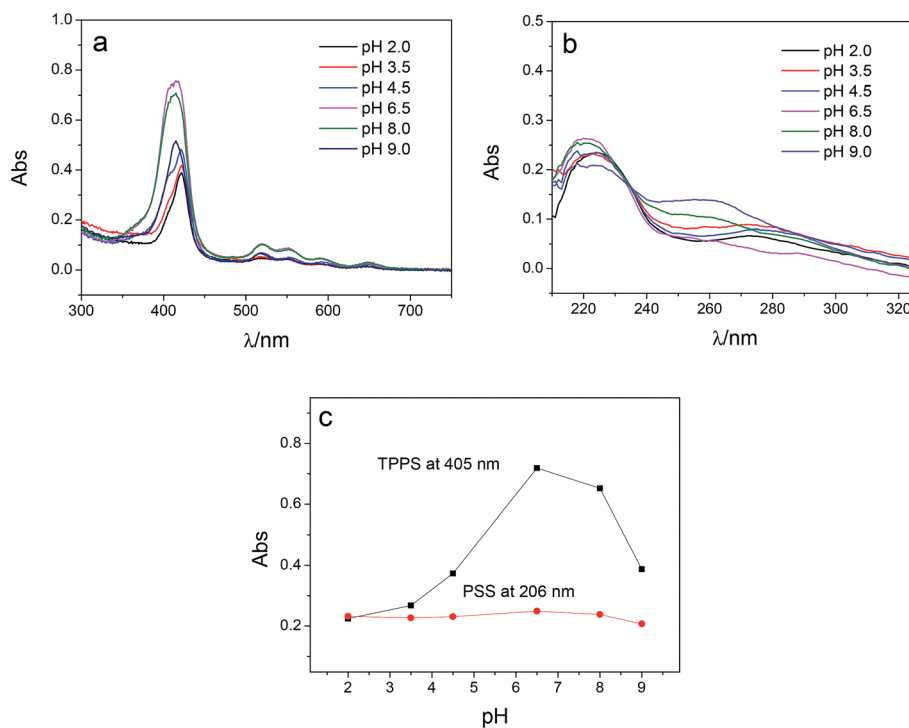 a
pH 2.0
pH 3.5
pH 4.5
pH 6.5
pH 8.0
pH 9.0
1.0
0.8
0.6
0.4
0.2
0.0
Abs
300 400 500 600 700
λ/nm
b
pH 2.0
pH 3.5
pH 4.5
pH 6.5
pH 8.0
pH 9.0
0.5
0.4
0.3
0.2
0.1
0.0
Abs
220 240 260 280 300 320
λ/nm
c
TPPS at 405 nm
PSS at 206 nm
0.8
0.6
0.4
0.2
Abs
2 3 4 5 6 7 8 9
pH